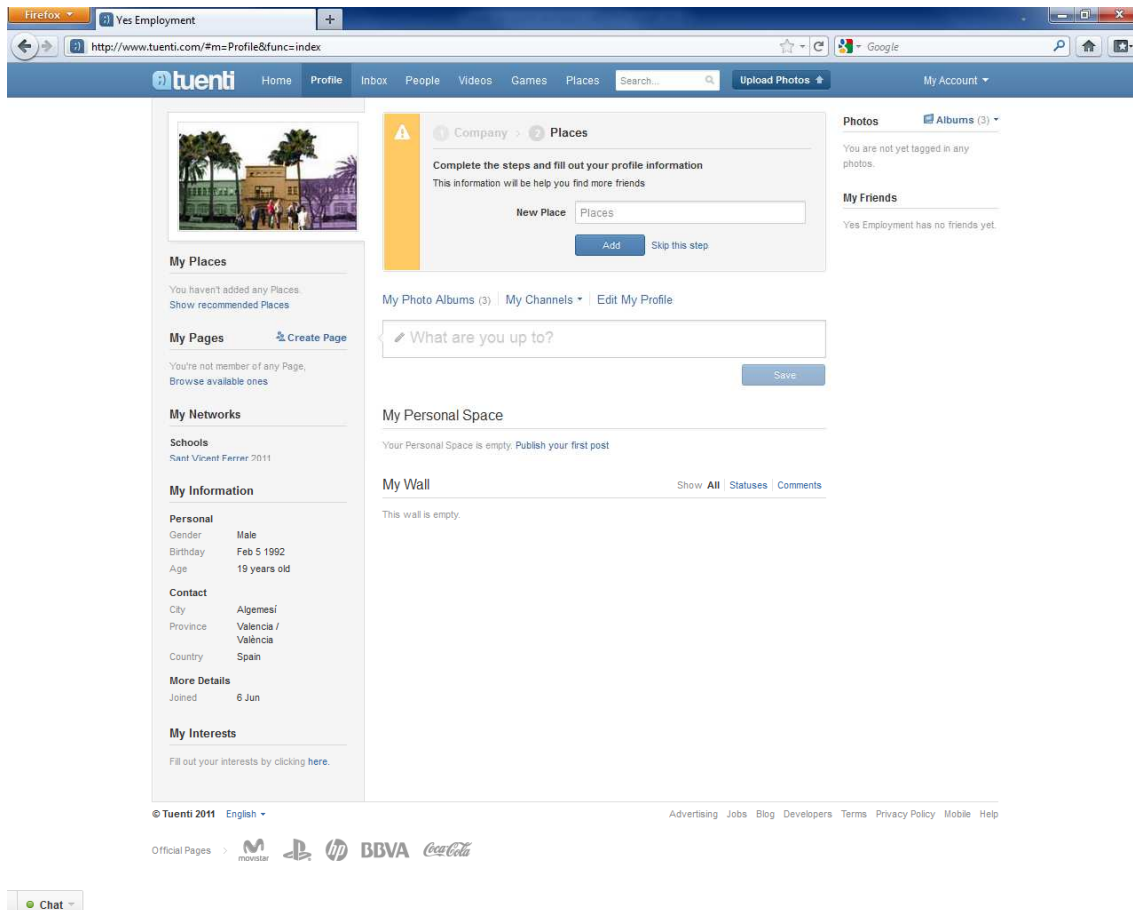 Firefox
Yes Employment
http://www.tuenti.com/#m=Profile&func=index
Google
tuenti Home Profile Inbox People Videos Games Places Search... Upload Photos My Account
1 Company > 2 Places
Complete the steps and fill out your profile information
This information will be help you find more friends
New Place Places
Add Skip this step
Photos Albums (3)
You are not yet tagged in any
photos.
My Friends
Yes Employment has no friends yet.
My Places
You haven't added any Places.
Show recommended Places
My Pages Create Page
You're not member of any Page,
Browse available ones
My Networks
Schools
Sant Vicent Ferrer 2011
My Information
Personal
Gender Male
Birthday Feb 5 1992
Age 19 years old
Contact
City Algemesí
Province Valencia /
València
Country Spain
More Details
Joined 6 Jun
My Interests
Fill out your interests by clicking here.
My Photo Albums (3) My Channels Edit My Profile
What are you up to?
Save
My Personal Space
Your Personal Space is empty. Publish your first post
My Wall Show All Statuses Comments
This wall is empty.
© Tuenti 2011 English Advertising Jobs Blog Developers Terms Privacy Policy Mobile Help
Official Pages > movistar hp BBVA Coca-Cola
Chat